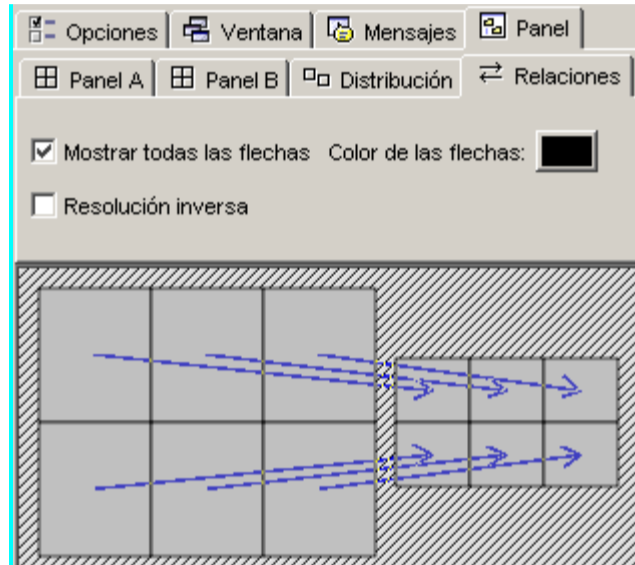 Opciones Ventana Mensajes Panel
Panel A Panel B Distribución Relaciones
Mostrar todas las flechas Color de las flechas:
Resolución inversa